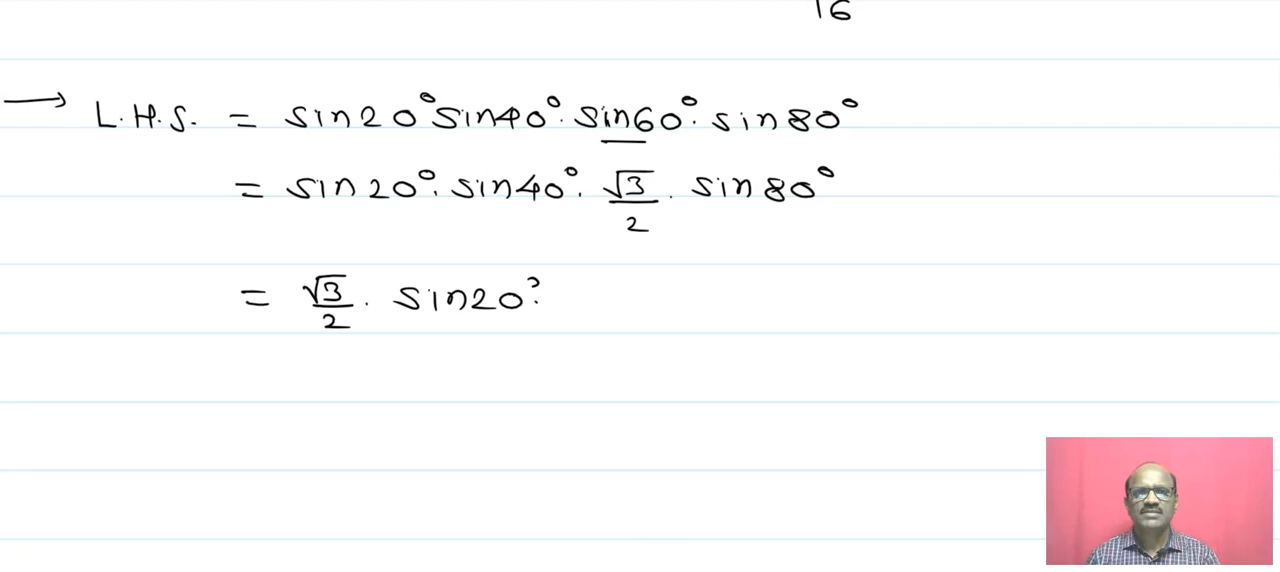 16
→ L.H.S. = sin20° sin40°. sin60°. sin80°
= sin20°. sin40°. √3/2 . sin80°
= √3/2 . sin20°.